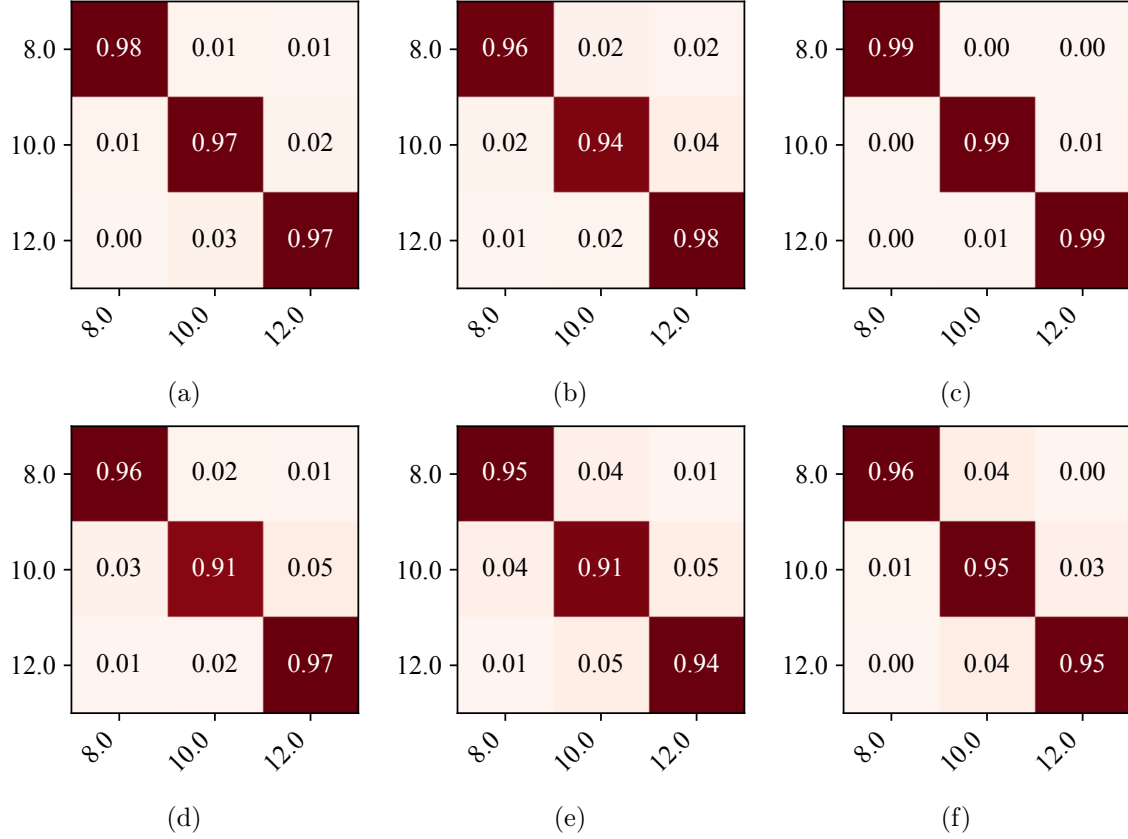 8.0 0.98 0.01 0.01 8.0 0.96 0.02 0.02 8.0 0.99 0.00 0.00
10.0 0.01 0.97 0.02 10.0 0.02 0.94 0.04 10.0 0.00 0.99 0.01
12.0 0.00 0.03 0.97 12.0 0.01 0.02 0.98 12.0 0.00 0.01 0.99
8.0 10.0 12.0 8.0 10.0 12.0 8.0 10.0 12.0
(a) (b) (c)
8.0 0.96 0.02 0.01 8.0 0.95 0.04 0.01 8.0 0.96 0.04 0.00
10.0 0.03 0.91 0.05 10.0 0.04 0.91 0.05 10.0 0.01 0.95 0.03
12.0 0.01 0.02 0.97 12.0 0.01 0.05 0.94 12.0 0.00 0.04 0.95
8.0 10.0 12.0 8.0 10.0 12.0 8.0 10.0 12.0
(d) (e) (f)